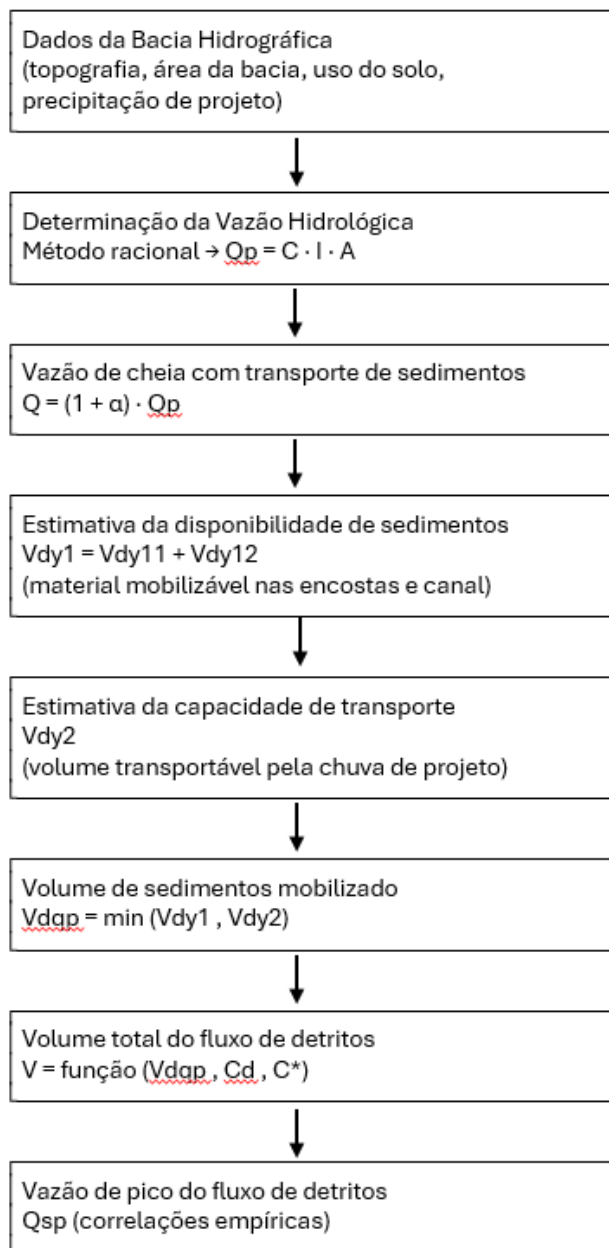 Dados da Bacia Hidrográfica
(topografia, área da bacia, uso do solo,
precipitação de projeto)
Determinação da Vazão Hidrológica
Método racional → Qp = C · I · A
Vazão de cheia com transporte de sedimentos
Q = (1 + α) · Qp
Estimativa da disponibilidade de sedimentos
Vdy1 = Vdy11 + Vdy12
(material mobilizável nas encostas e canal)
Estimativa da capacidade de transporte
Vdy2
(volume transportável pela chuva de projeto)
Volume de sedimentos mobilizado
Vdqp = min (Vdy1 , Vdy2)
Volume total do fluxo de detritos
V = função (Vdqp , Cd , C*)
Vazão de pico do fluxo de detritos
Qsp (correlações empíricas)